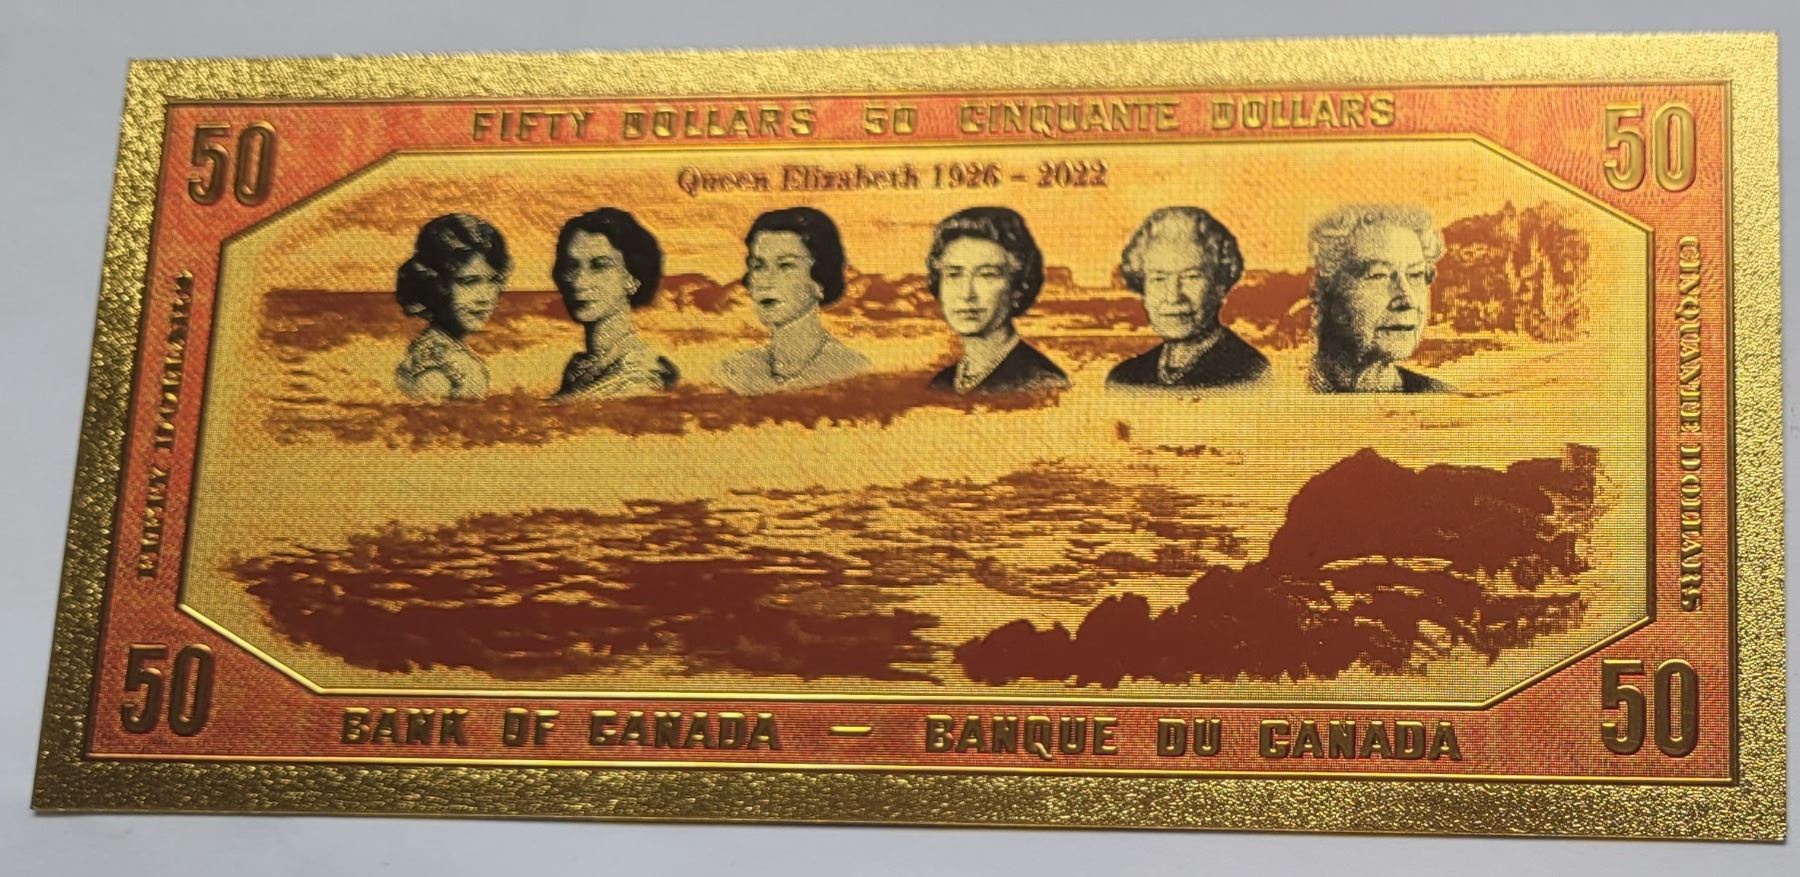 50 FIFTY DOLLARS 50 CINQUANTE DOLLARS 50
Queen Elizabeth 1926 - 2022
FIFTY DOLLARS
CINQUANTE DOLLARS
50 50
BANK OF CANADA — BANQUE DU CANADA